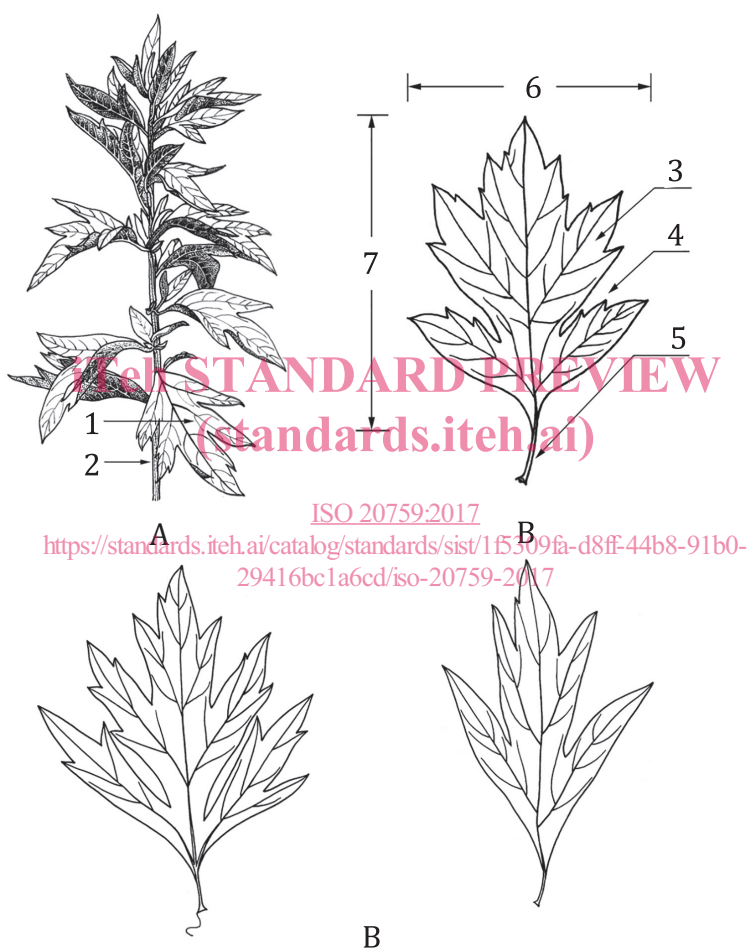 6
3
7
4
5
iTeh STANDARD PREVIEW
1
(standards.iteh.ai)
2
ISO 20759:2017
A
B
https://standards.iteh.ai/catalog/standards/sist/1f5309fa-d8ff-44b8-91b0-
29416bc1a6cd/iso-20759-2017
B